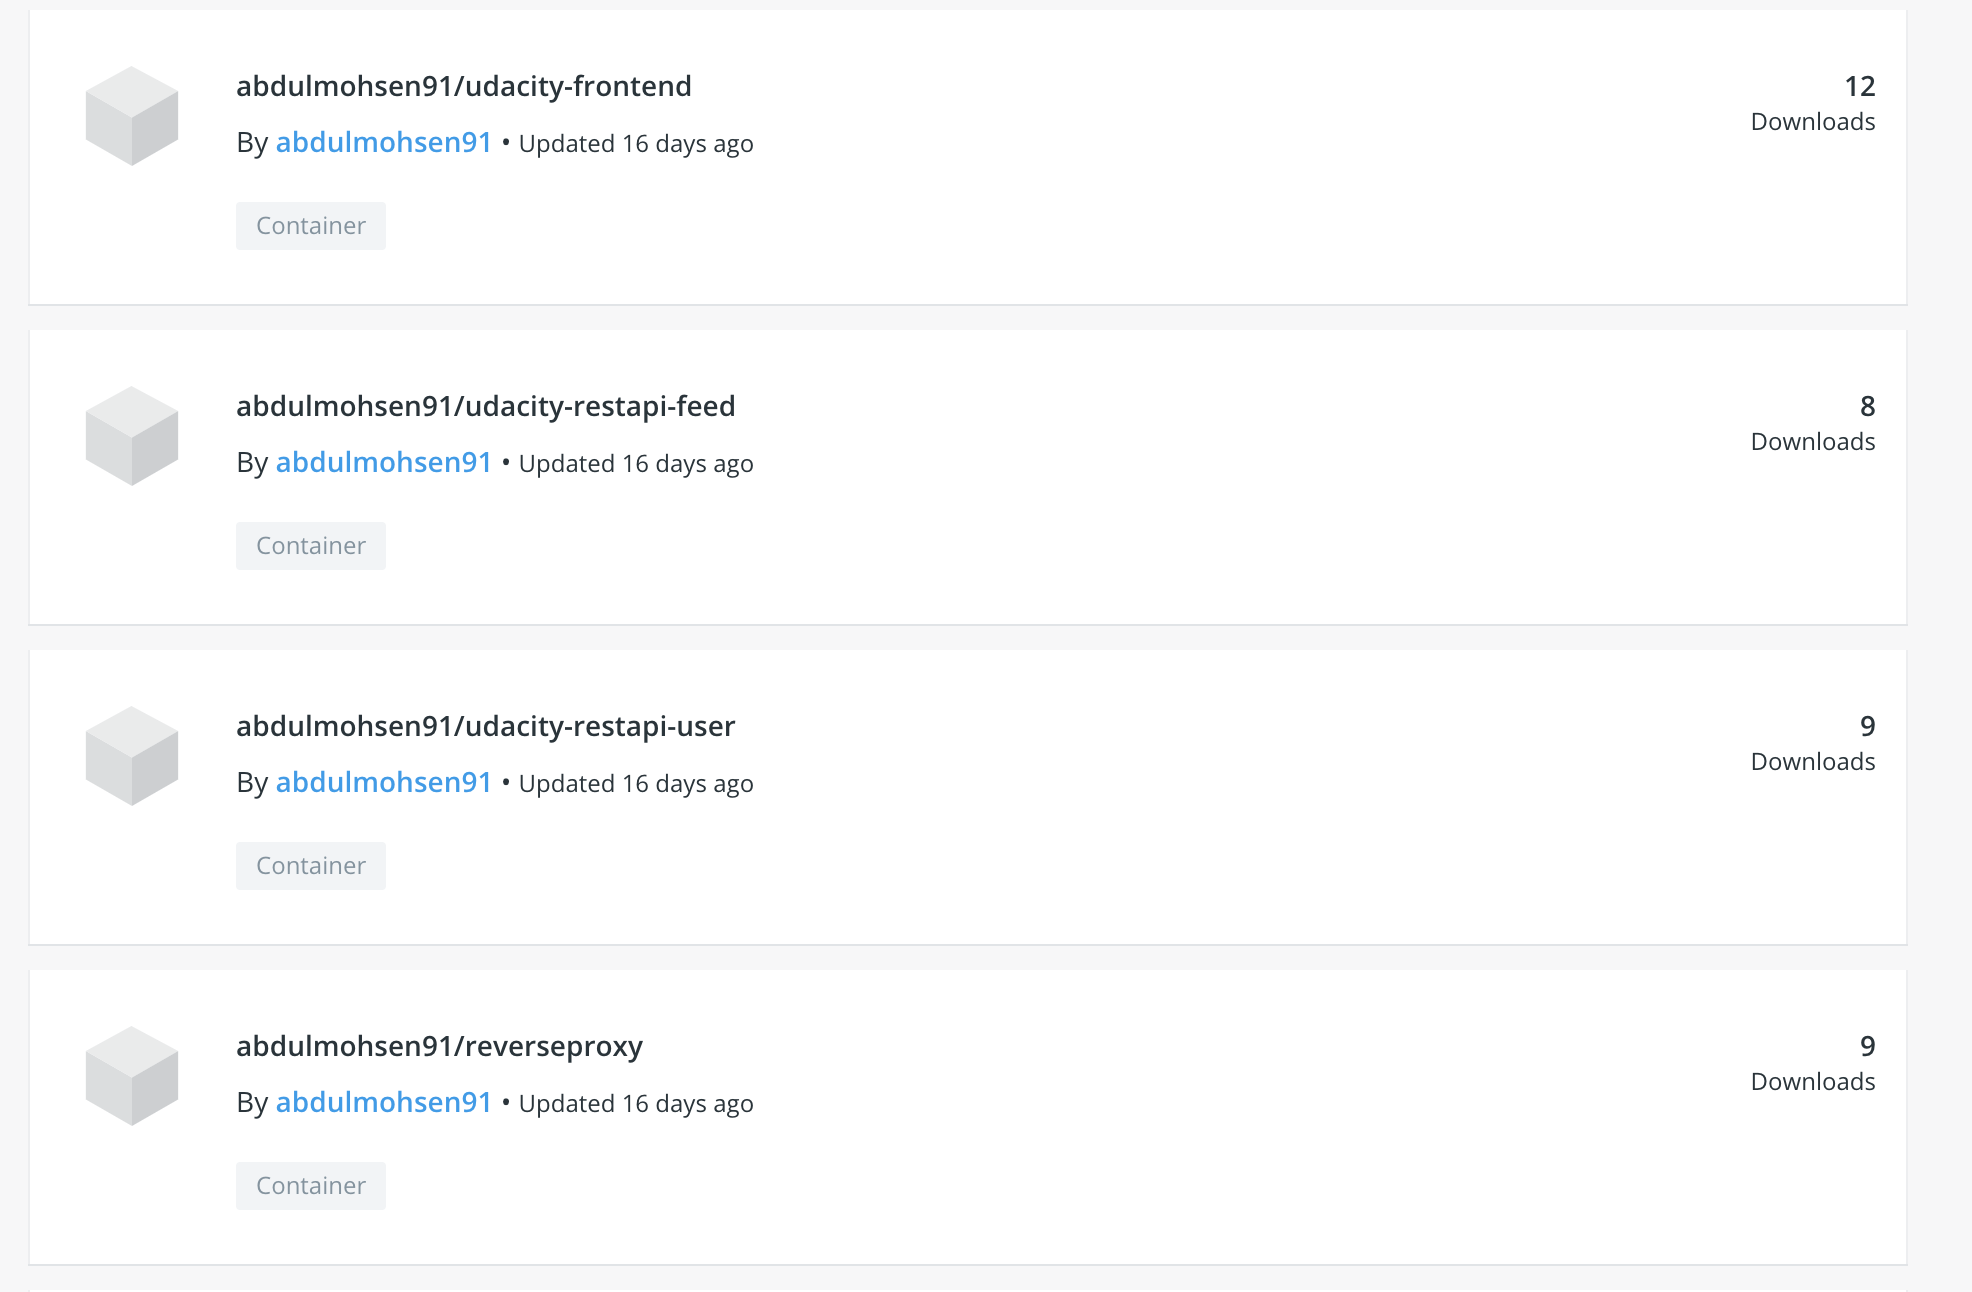 abdulmohsen91/udacity-frontend
12
By abdulmohsen91 • Updated 16 days ago
Downloads
Container
abdulmohsen91/udacity-restapi-feed
8
By abdulmohsen91 • Updated 16 days ago
Downloads
Container
abdulmohsen91/udacity-restapi-user
9
By abdulmohsen91 • Updated 16 days ago
Downloads
Container
abdulmohsen91/reverseproxy
9
By abdulmohsen91 • Updated 16 days ago
Downloads
Container